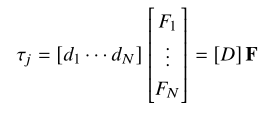 τ_j = [d_1 ⋯ d_N] [F_1 ⋮ F_N] = [D] F